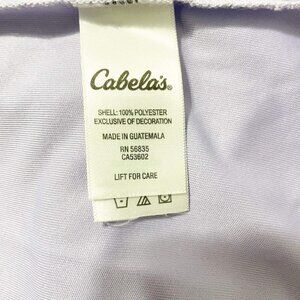 Cabela's®
SHELL: 100% POLYESTER
EXCLUSIVE OF DECORATION
MADE IN GUATEMALA
RN 56835
CA53602
LIFT FOR CARE